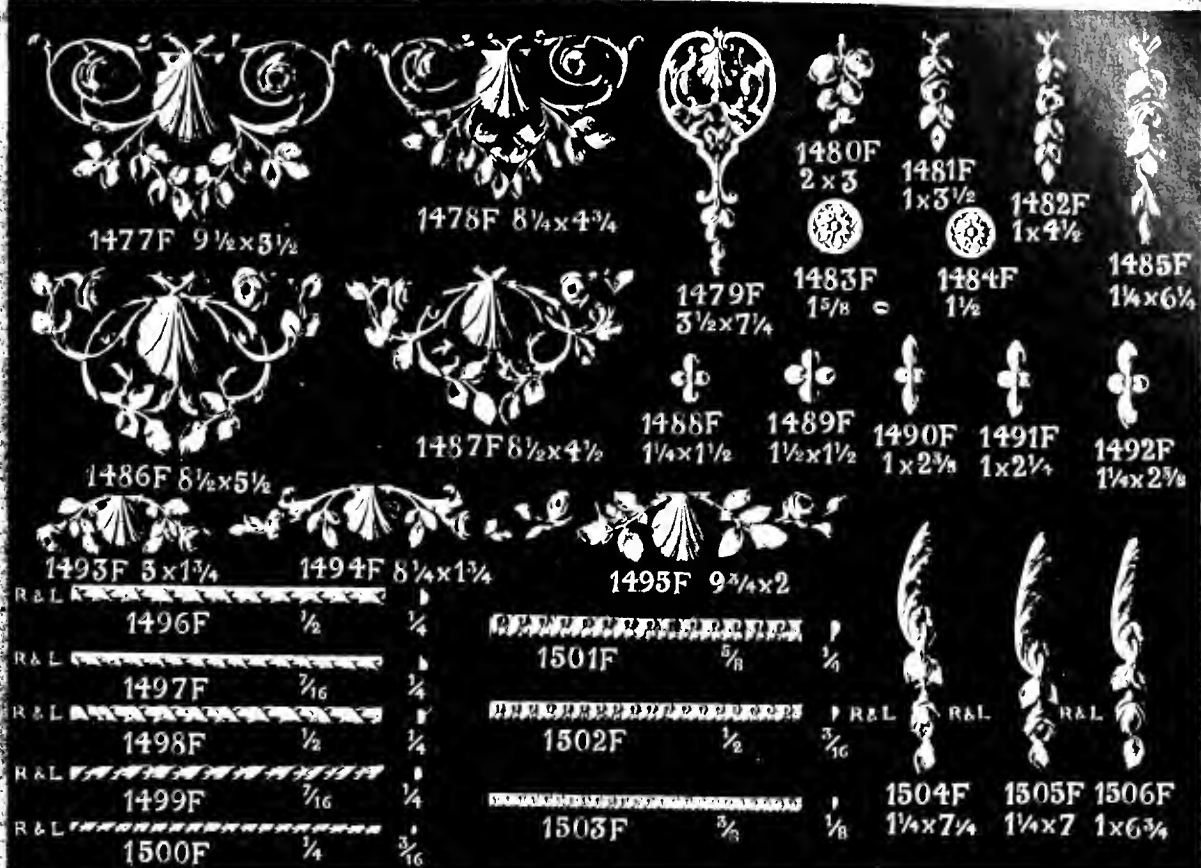 1477F 9½x5½
1478F 8¼x4¾
1479F
3½x7¼
1480F
2x3
1481F
1x3½
1482F
1x4½
1483F
1⅝
1484F
1½
1485F
1¼x6¼
1486F 8½x5½
1487F 8½x4½
1488F
1¼x1½
1489F
1½x1½
1490F
1x2⅜
1491F
1x2¼
1492F
1¼x2⅝
1493F 5x1¾
1494F 8¼x1¾
1495F 9¾x2
R&L
1496F ½ ¼
R&L
1497F 7/16 ¼
R&L
1498F ½ ¼
R&L
1499F 7/16 ¼
R&L
1500F ¼ 3/16
1501F ⅝ ¼
1502F ½ 3/16
1503F ⅜ ⅛
R&L R&L R&L
1504F 1505F 1506F
1¼x7¼ 1¼x7 1x6¾